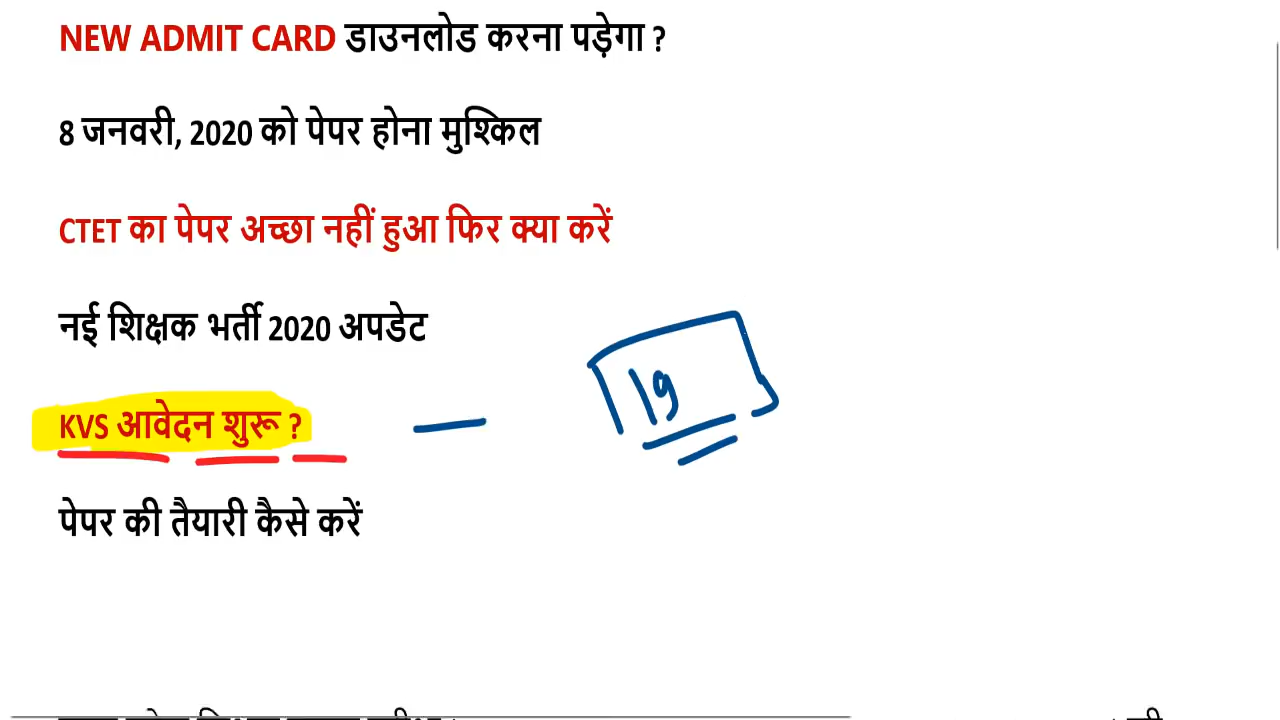 NEW ADMIT CARD डाउनलोड करना पड़ेगा ?
8 जनवरी, 2020 को पेपर होना मुश्किल
CTET का पेपर अच्छा नहीं हुआ फिर क्या करें
नई शिक्षक भर्ती 2020 अपडेट
19
KVS आवेदन शुरू ?
पेपर की तैयारी कैसे करें